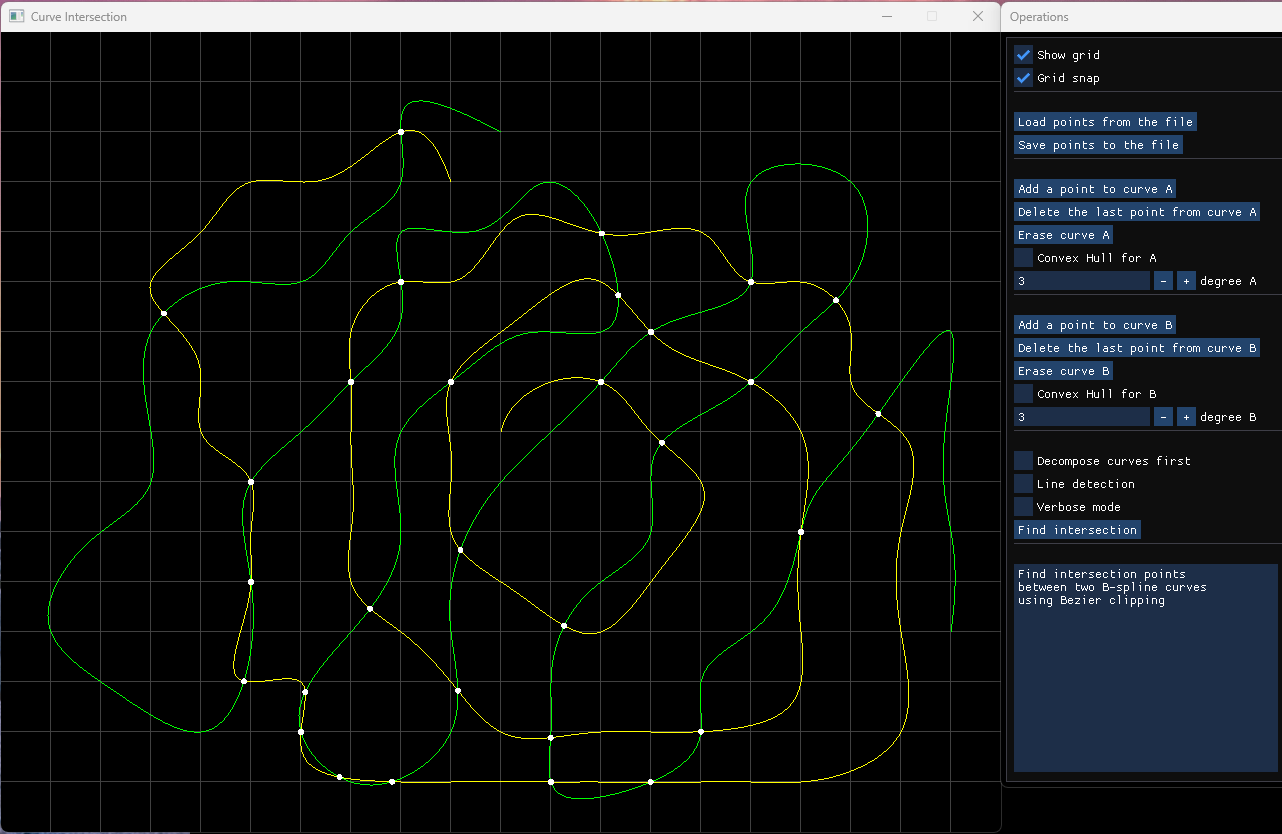 Curve Intersection
Operations
Show grid
Grid snap
Load points from the file
Save points to the file
Add a point to curve A
Delete the last point from curve A
Erase curve A
Convex Hull for A
3 - + degree A
Add a point to curve B
Delete the last point from curve B
Erase curve B
Convex Hull for B
3 - + degree B
Decompose curves first
Line detection
Verbose mode
Find intersection
Find intersection points
between two B-spline curves
using Bezier clipping